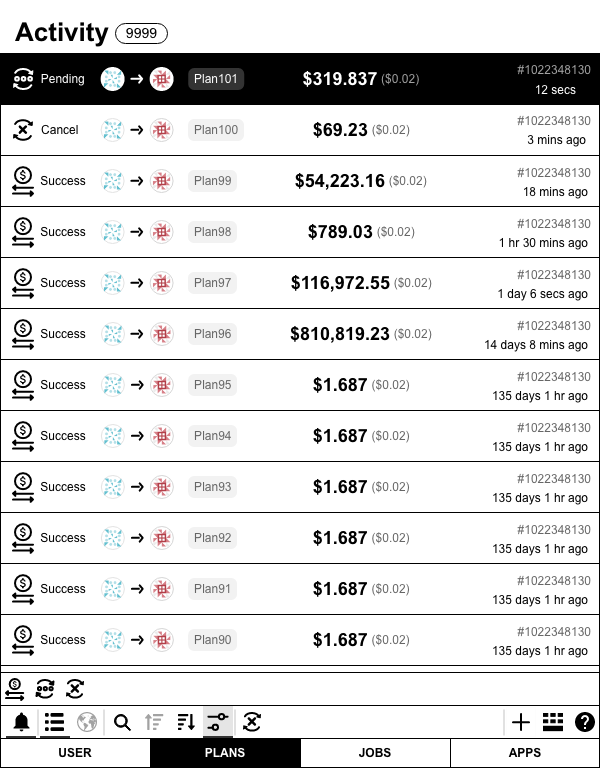 Activity 9999
Pending Plan101 $319.837 ($0.02) #1022348130
12 secs
Cancel Plan100 $69.23 ($0.02) #1022348130
3 mins ago
Success Plan99 $54,223.16 ($0.02) #1022348130
18 mins ago
Success Plan98 $789.03 ($0.02) #1022348130
1 hr 30 mins ago
Success Plan97 $116,972.55 ($0.02) #1022348130
1 day 6 secs ago
Success Plan96 $810,819.23 ($0.02) #1022348130
14 days 8 mins ago
Success Plan95 $1.687 ($0.02) #1022348130
135 days 1 hr ago
Success Plan94 $1.687 ($0.02) #1022348130
135 days 1 hr ago
Success Plan93 $1.687 ($0.02) #1022348130
135 days 1 hr ago
Success Plan92 $1.687 ($0.02) #1022348130
135 days 1 hr ago
Success Plan91 $1.687 ($0.02) #1022348130
135 days 1 hr ago
Success Plan90 $1.687 ($0.02) #1022348130
135 days 1 hr ago
USER PLANS JOBS APPS